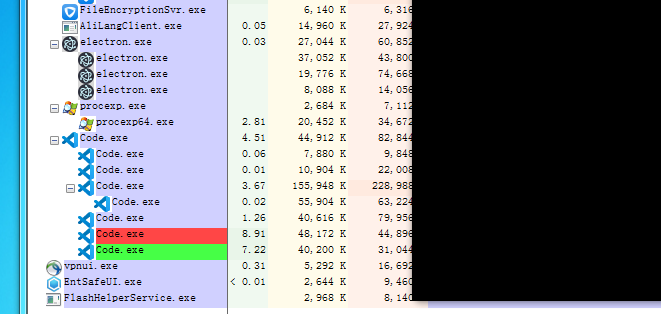 FileEncryptionSvr.exe 6,140 K 6,316
AliLangClient.exe 0.05 14,960 K 27,924
electron.exe 0.03 27,044 K 60,852
electron.exe 37,052 K 43,800
electron.exe 19,776 K 74,668
electron.exe 8,088 K 14,056
procexp.exe 2,684 K 7,112
procexp64.exe 2.81 20,452 K 34,672
Code.exe 4.51 44,912 K 82,844
Code.exe 0.06 7,880 K 9,848
Code.exe 0.01 10,904 K 22,008
Code.exe 3.67 155,948 K 228,988
Code.exe 0.02 55,904 K 63,224
Code.exe 1.26 40,616 K 79,956
Code.exe 8.91 48,172 K 44,896
Code.exe 7.22 40,200 K 31,044
vpnui.exe 0.31 5,292 K 16,692
EntSafeUI.exe < 0.01 2,644 K 9,460
FlashHelperService.exe 2,968 K 8,140